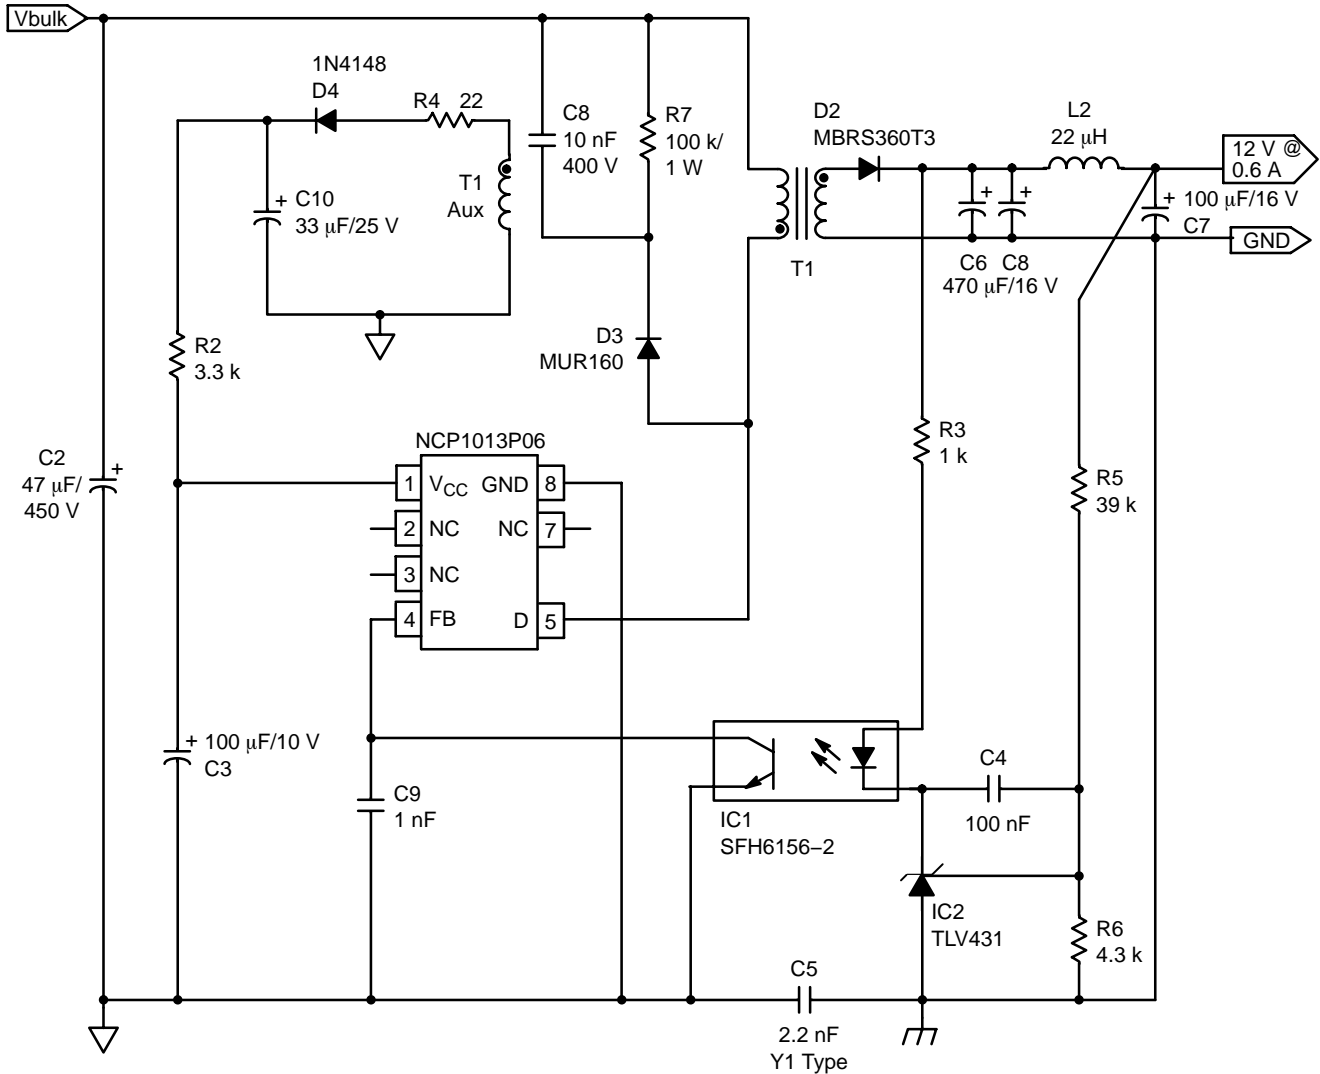 Vbulk
1N4148
D4
R4 22
C8
10 nF
400 V
R7
100 k/
1 W
D2
MBRS360T3
L2
22 μH
12 V @
0.6 A
T1
Aux
+ C10
33 μF/25 V
+
+
+ 100 μF/16 V
C7
GND
T1
C6 C8
470 μF/16 V
R2
3.3 k
D3
MUR160
NCP1013P06
R3
1 k
C2
47 μF/
450 V
+
1 VCC GND 8
2 NC NC 7
3 NC
4 FB D 5
R5
39 k
+ 100 μF/10 V
C3
C9
1 nF
IC1
SFH6156–2
C4
100 nF
IC2
TLV431
R6
4.3 k
C5
2.2 nF
Y1 Type